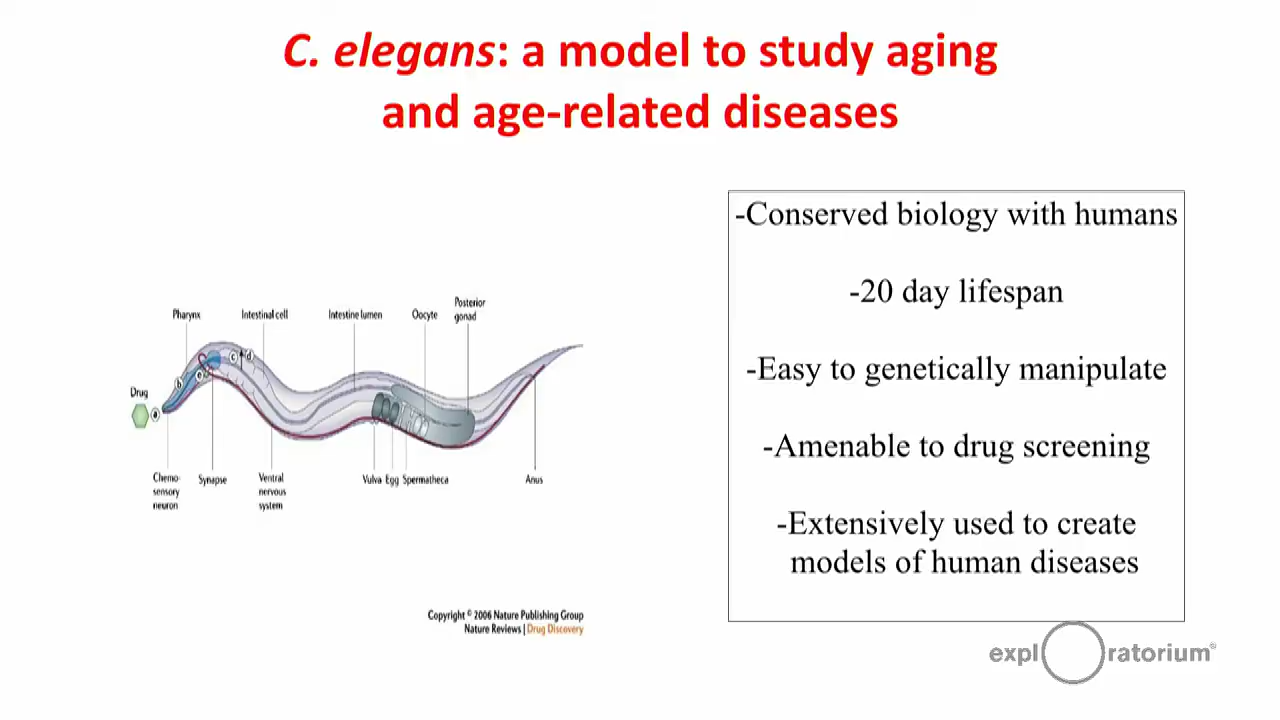 C. elegans: a model to study aging
and age-related diseases
-Conserved biology with humans
-20 day lifespan
-Easy to genetically manipulate
-Amenable to drug screening
-Extensively used to create
models of human diseases
Pharynx
Intestinal cell
Intestine lumen
Oocyte
Posterior
gonad
Drug
a
b
c
d
e
Chemo-
sensory
neuron
Synapse
Ventral
nervous
system
Vulva
Egg
Spermatheca
Anus
Copyright © 2006 Nature Publishing Group
Nature Reviews | Drug Discovery
expl ratorium®